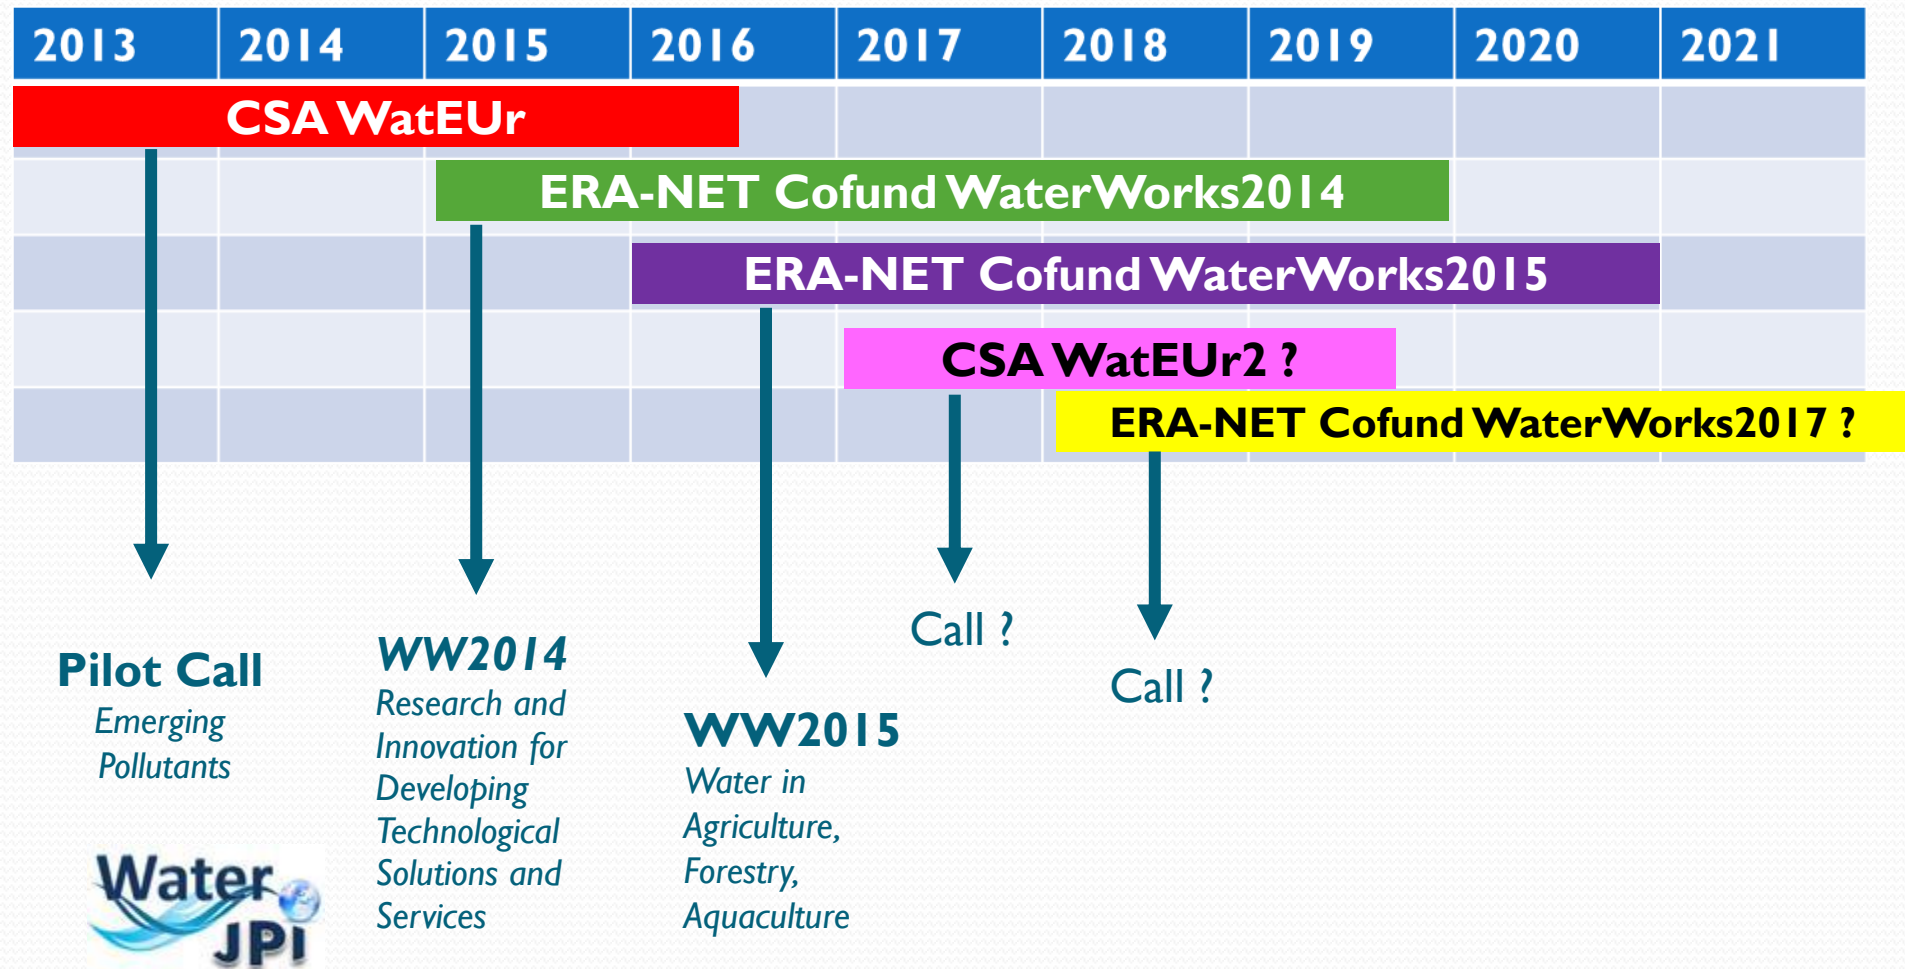 2013 2014 2015 2016 2017 2018 2019 2020 2021
CSA WatEUr
ERA-NET Cofund WaterWorks2014
ERA-NET Cofund WaterWorks2015
CSA WatEUr2 ?
ERA-NET Cofund WaterWorks2017 ?
Pilot Call
Emerging
Pollutants
WW2014
Research and
Innovation for
Developing
Technological
Solutions and
Services
WW2015
Water in
Agriculture,
Forestry,
Aquaculture
Call ?
Call ?
Water
JPI